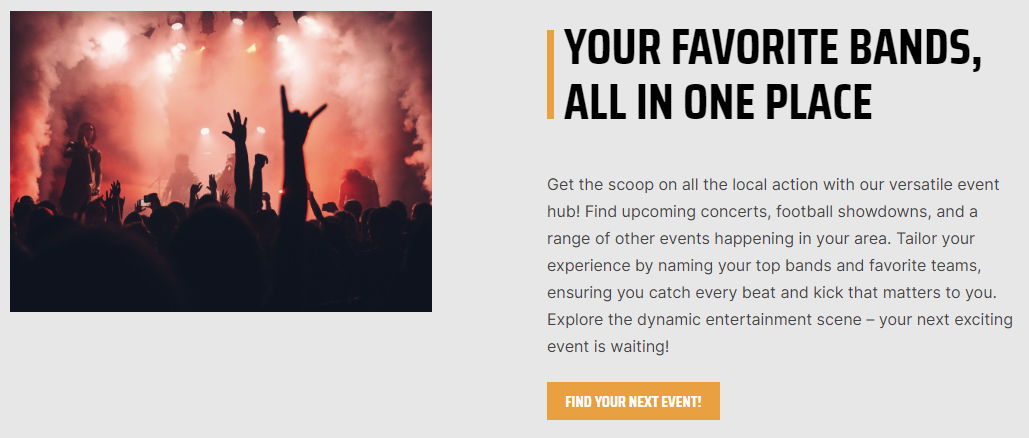 YOUR FAVORITE BANDS,
ALL IN ONE PLACE
Get the scoop on all the local action with our versatile event
hub! Find upcoming concerts, football showdowns, and a
range of other events happening in your area. Tailor your
experience by naming your top bands and favorite teams,
ensuring you catch every beat and kick that matters to you.
Explore the dynamic entertainment scene – your next exciting
event is waiting!
FIND YOUR NEXT EVENT!